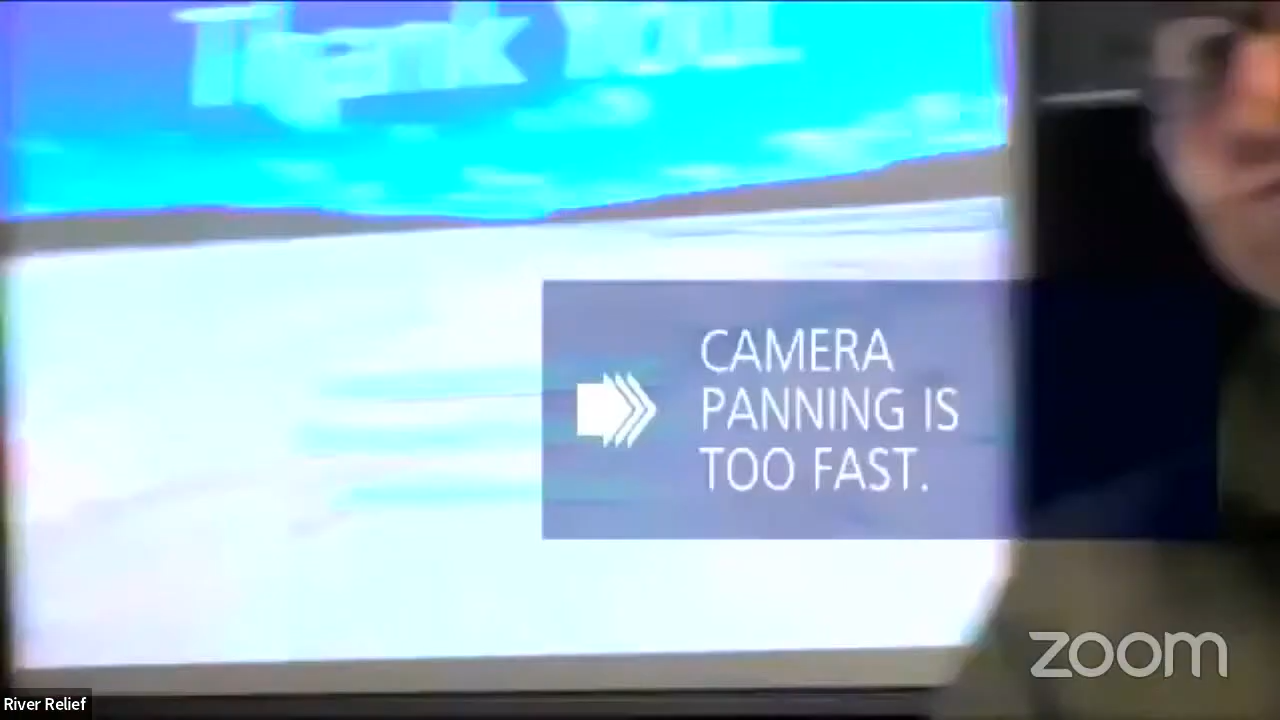 Thank You
CAMERA
PANNING IS
TOO FAST.
zoom
River Relief